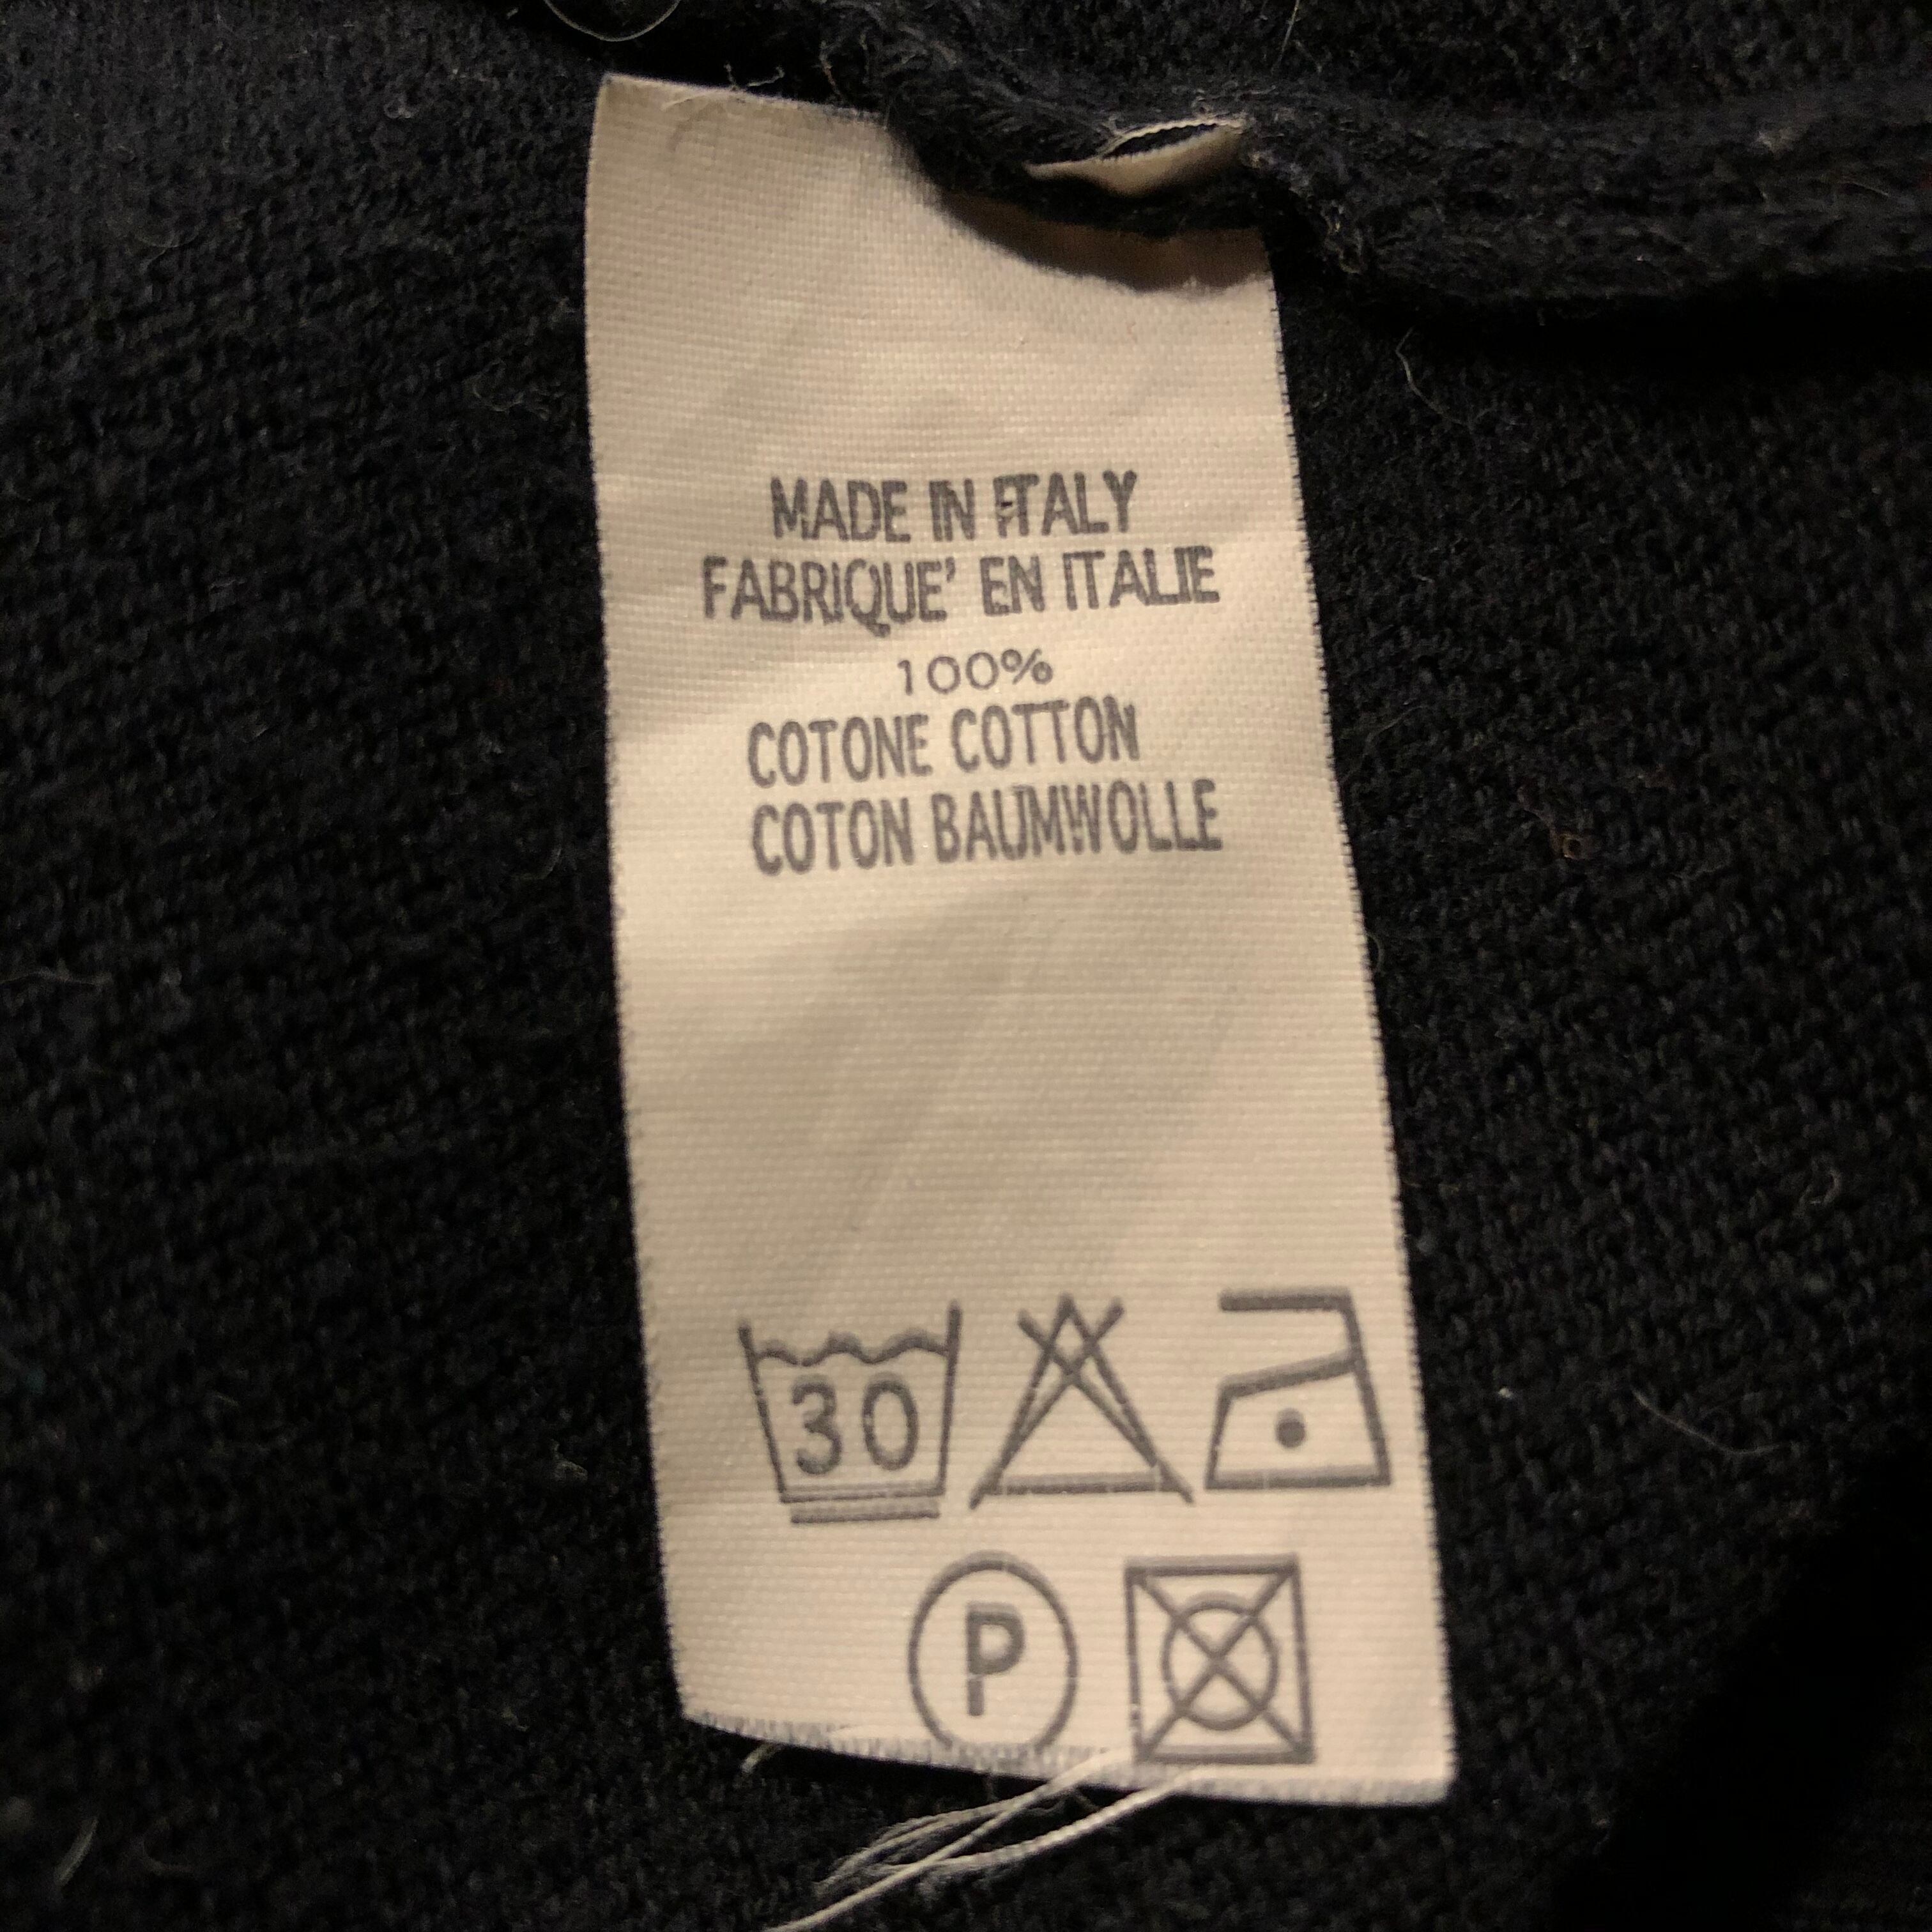 MADE IN ITALY
FABRIQUE' EN ITALIE
100%
COTONE COTTON
COTON BAUMWOLLE
30
P